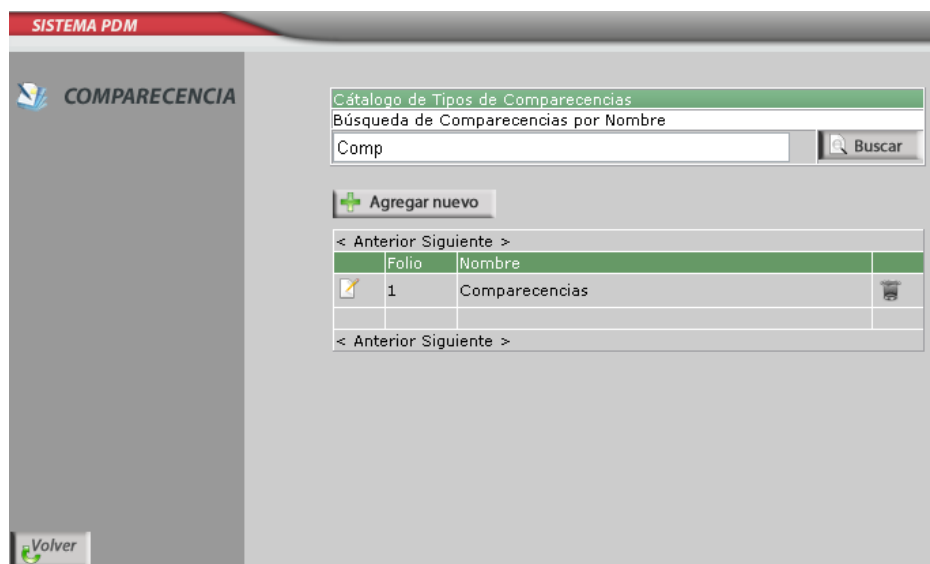 SISTEMA PDM
COMPARECENCIA
Cátalogo de Tipos de Comparecencias
Búsqueda de Comparecencias por Nombre
Comp
Buscar
Agregar nuevo
< Anterior Siguiente >
Folio Nombre
1 Comparecencias
< Anterior Siguiente >
Volver